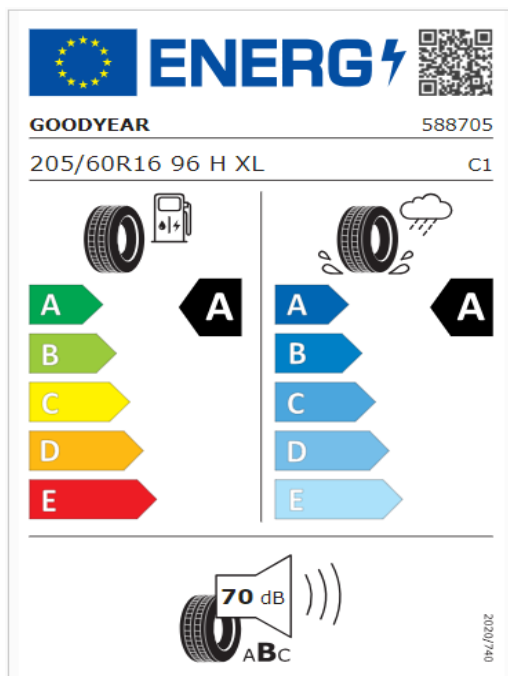 ENERG
GOODYEAR 588705
205/60R16 96 H XL C1
A A A A
B B
C C
D D
E E
70 dB
ABC
2020/740